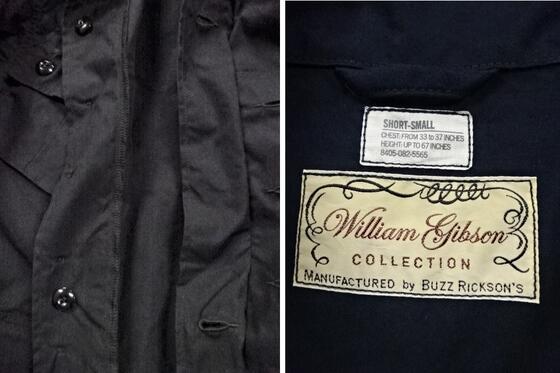 SHORT-SMALL
CHEST: FROM 33 to 37 INCHES
HEIGHT: UP TO 67 INCHES
8405-082-5565
William Gibson
COLLECTION
MANUFACTURED by BUZZ RICKSON'S